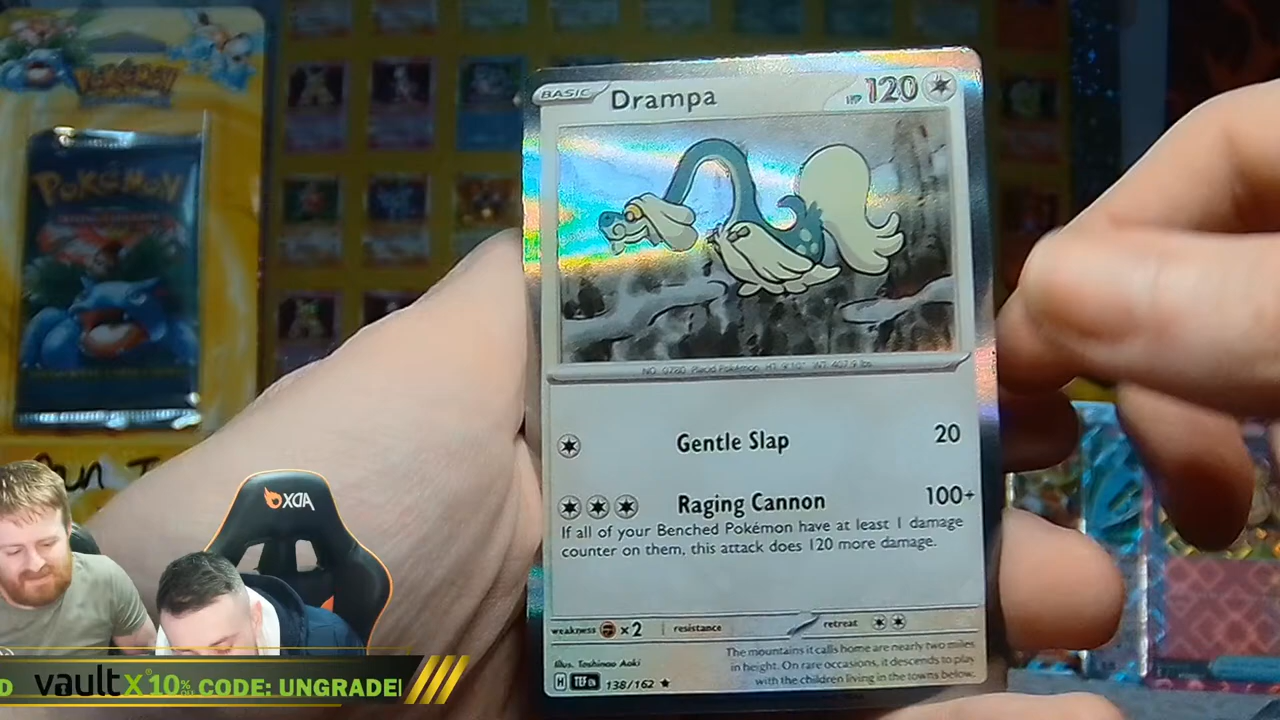 POKéMON
POKéMON
BASIC
Drampa
HP 120
NO. 0780 Placid Pokémon HT: 9'10" WT: 407.9 lbs
Gentle Slap 20
Raging Cannon 100+
If all of your Benched Pokémon have at least 1 damage
counter on them, this attack does 120 more damage.
weakness ×2 resistance retreat
The mountains it calls home are nearly two miles
in height. On rare occasions, it descends to play
with the children living in the towns below.
Illus. Toshinao Aoki
H TEF EN 138/162 ★
XOA
D vaultX 10% CODE: UNGRADE